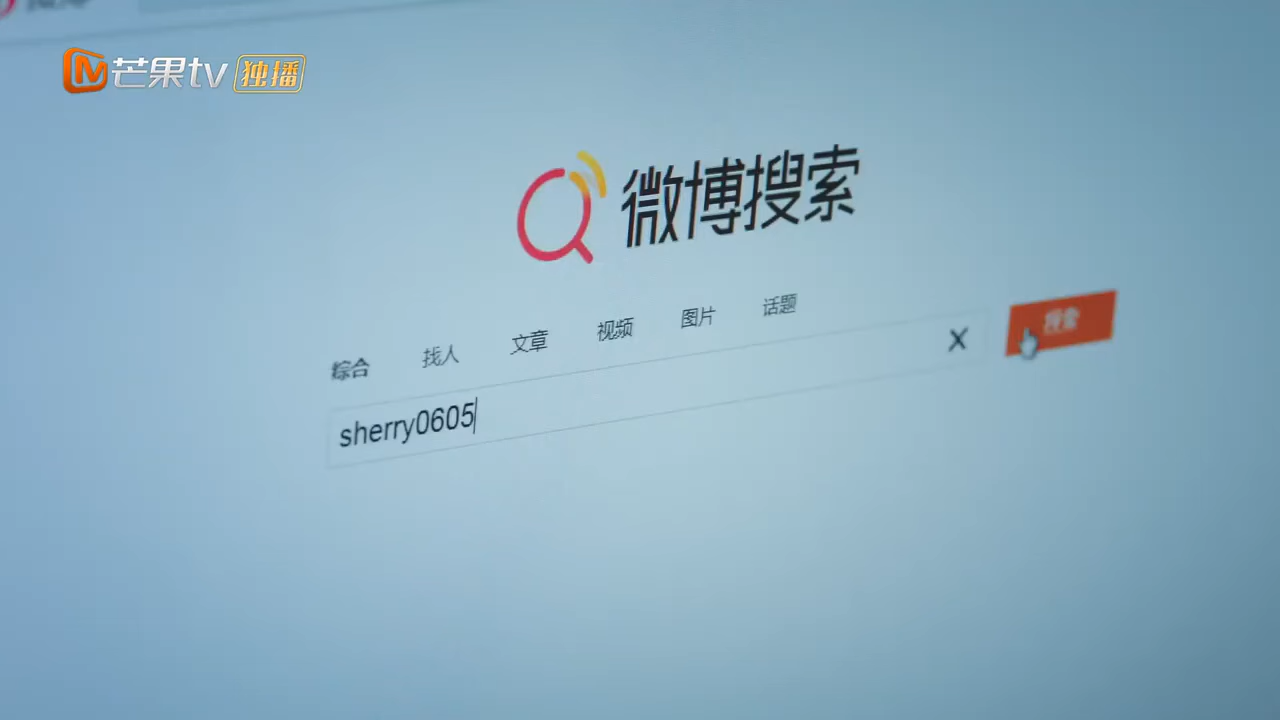 芒果tv 独播
微博搜索
综合 找人 文章 视频 图片 话题
sherry0605 X 搜索